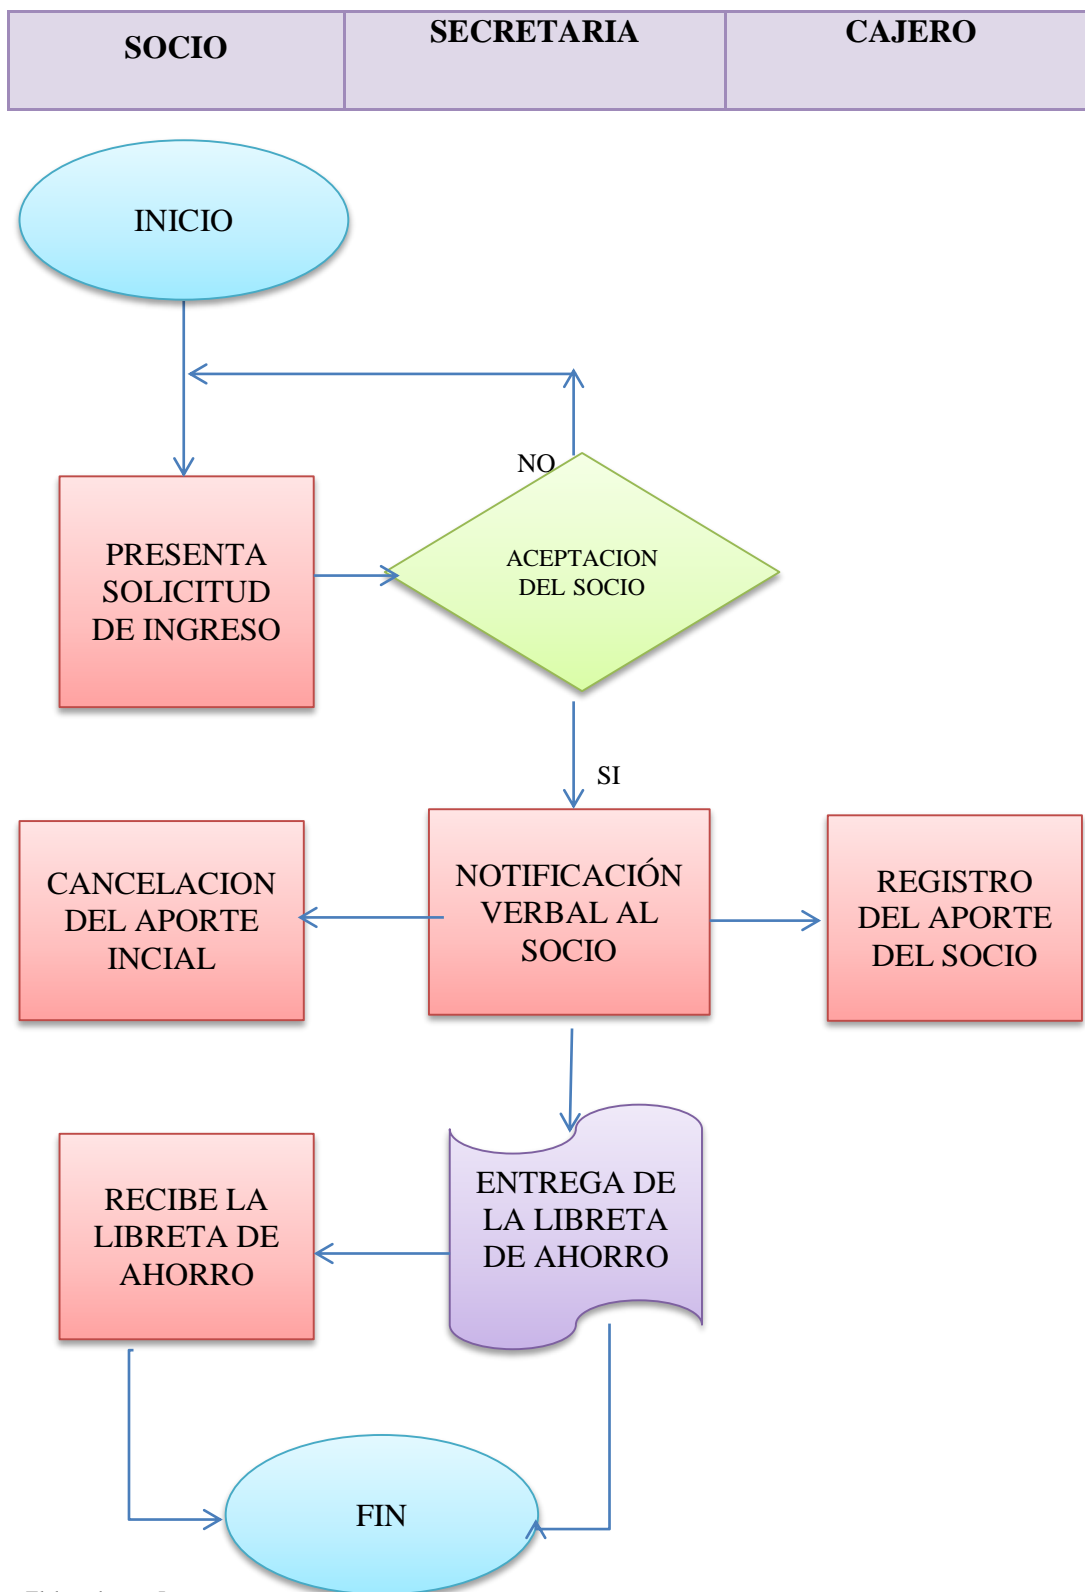 SOCIO
SECRETARIA
CAJERO
INICIO
NO
PRESENTA
SOLICITUD
DE INGRESO
ACEPTACION
DEL SOCIO
SI
CANCELACION
DEL APORTE
INCIAL
NOTIFICACIÓN
VERBAL AL
SOCIO
REGISTRO
DEL APORTE
DEL SOCIO
RECIBE LA
LIBRETA DE
AHORRO
ENTREGA DE
LA LIBRETA
DE AHORRO
FIN